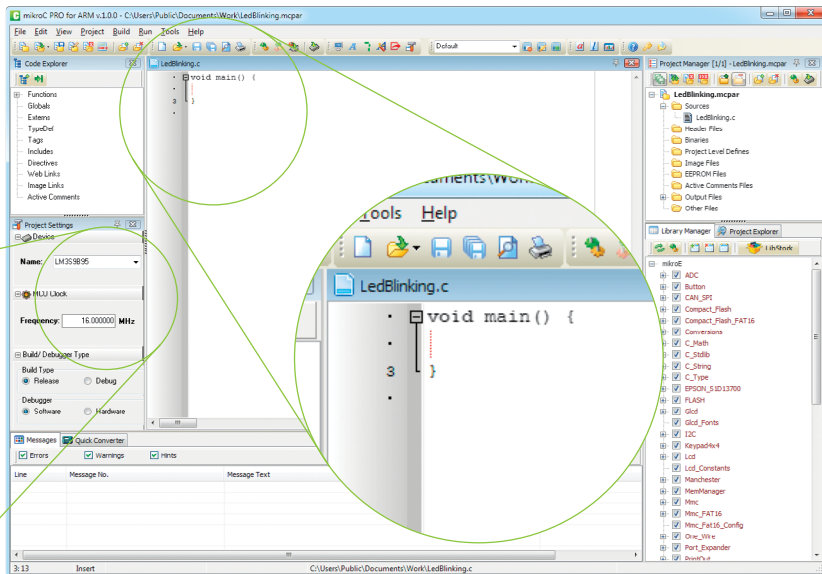 mikroC PRO for ARM v.1.0.0.0 - C:\Users\Public\Documents\Work\LedBlinking.mcpar
File Edit View Project Build Run Tools Help
Default
Code Explorer
Functions
Globals
Externs
TypeDef
Tags
Includes
Directives
Web Links
Image Links
Active Comments
Project Settings
Device
Name: LM3S9B95
MCU Clock
Frequency: 16.000000 MHz
Build/ Debugger Type
Build Type
Release Debug
Debugger
Software Hardware
LedBlinking.c
void main() {
3 }
Tools Help
LedBlinking.c
void main() {
3 }
Project Manager [1/1] - LedBlinking.mcpar
LedBlinking.mcpar
Sources
LedBlinking.c
Header Files
Binaries
Project Level Defines
Image Files
EEPROM Files
Active Comments Files
Output Files
Other Files
Library Manager Project Explorer
LibStock
mikroE
ADC
Button
CAN_SPI
Compact_Flash
Compact_Flash_FAT16
Conversions
C_Math
C_Stdlib
C_String
C_Type
EPSON_S1D13700
FLASH
Glcd
Glcd_Fonts
I2C
Keypad4x4
Lcd
Lcd_Constants
Manchester
MemManager
Mmc
Mmc_FAT16
Mmc_Fat16_Config
One_Wire
Port_Expander
PrintOut
Messages Quick Converter
Errors Warnings Hints
Line Message No. Message Text
3: 13 Insert C:\Users\Public\Documents\Work\LedBlinking.c